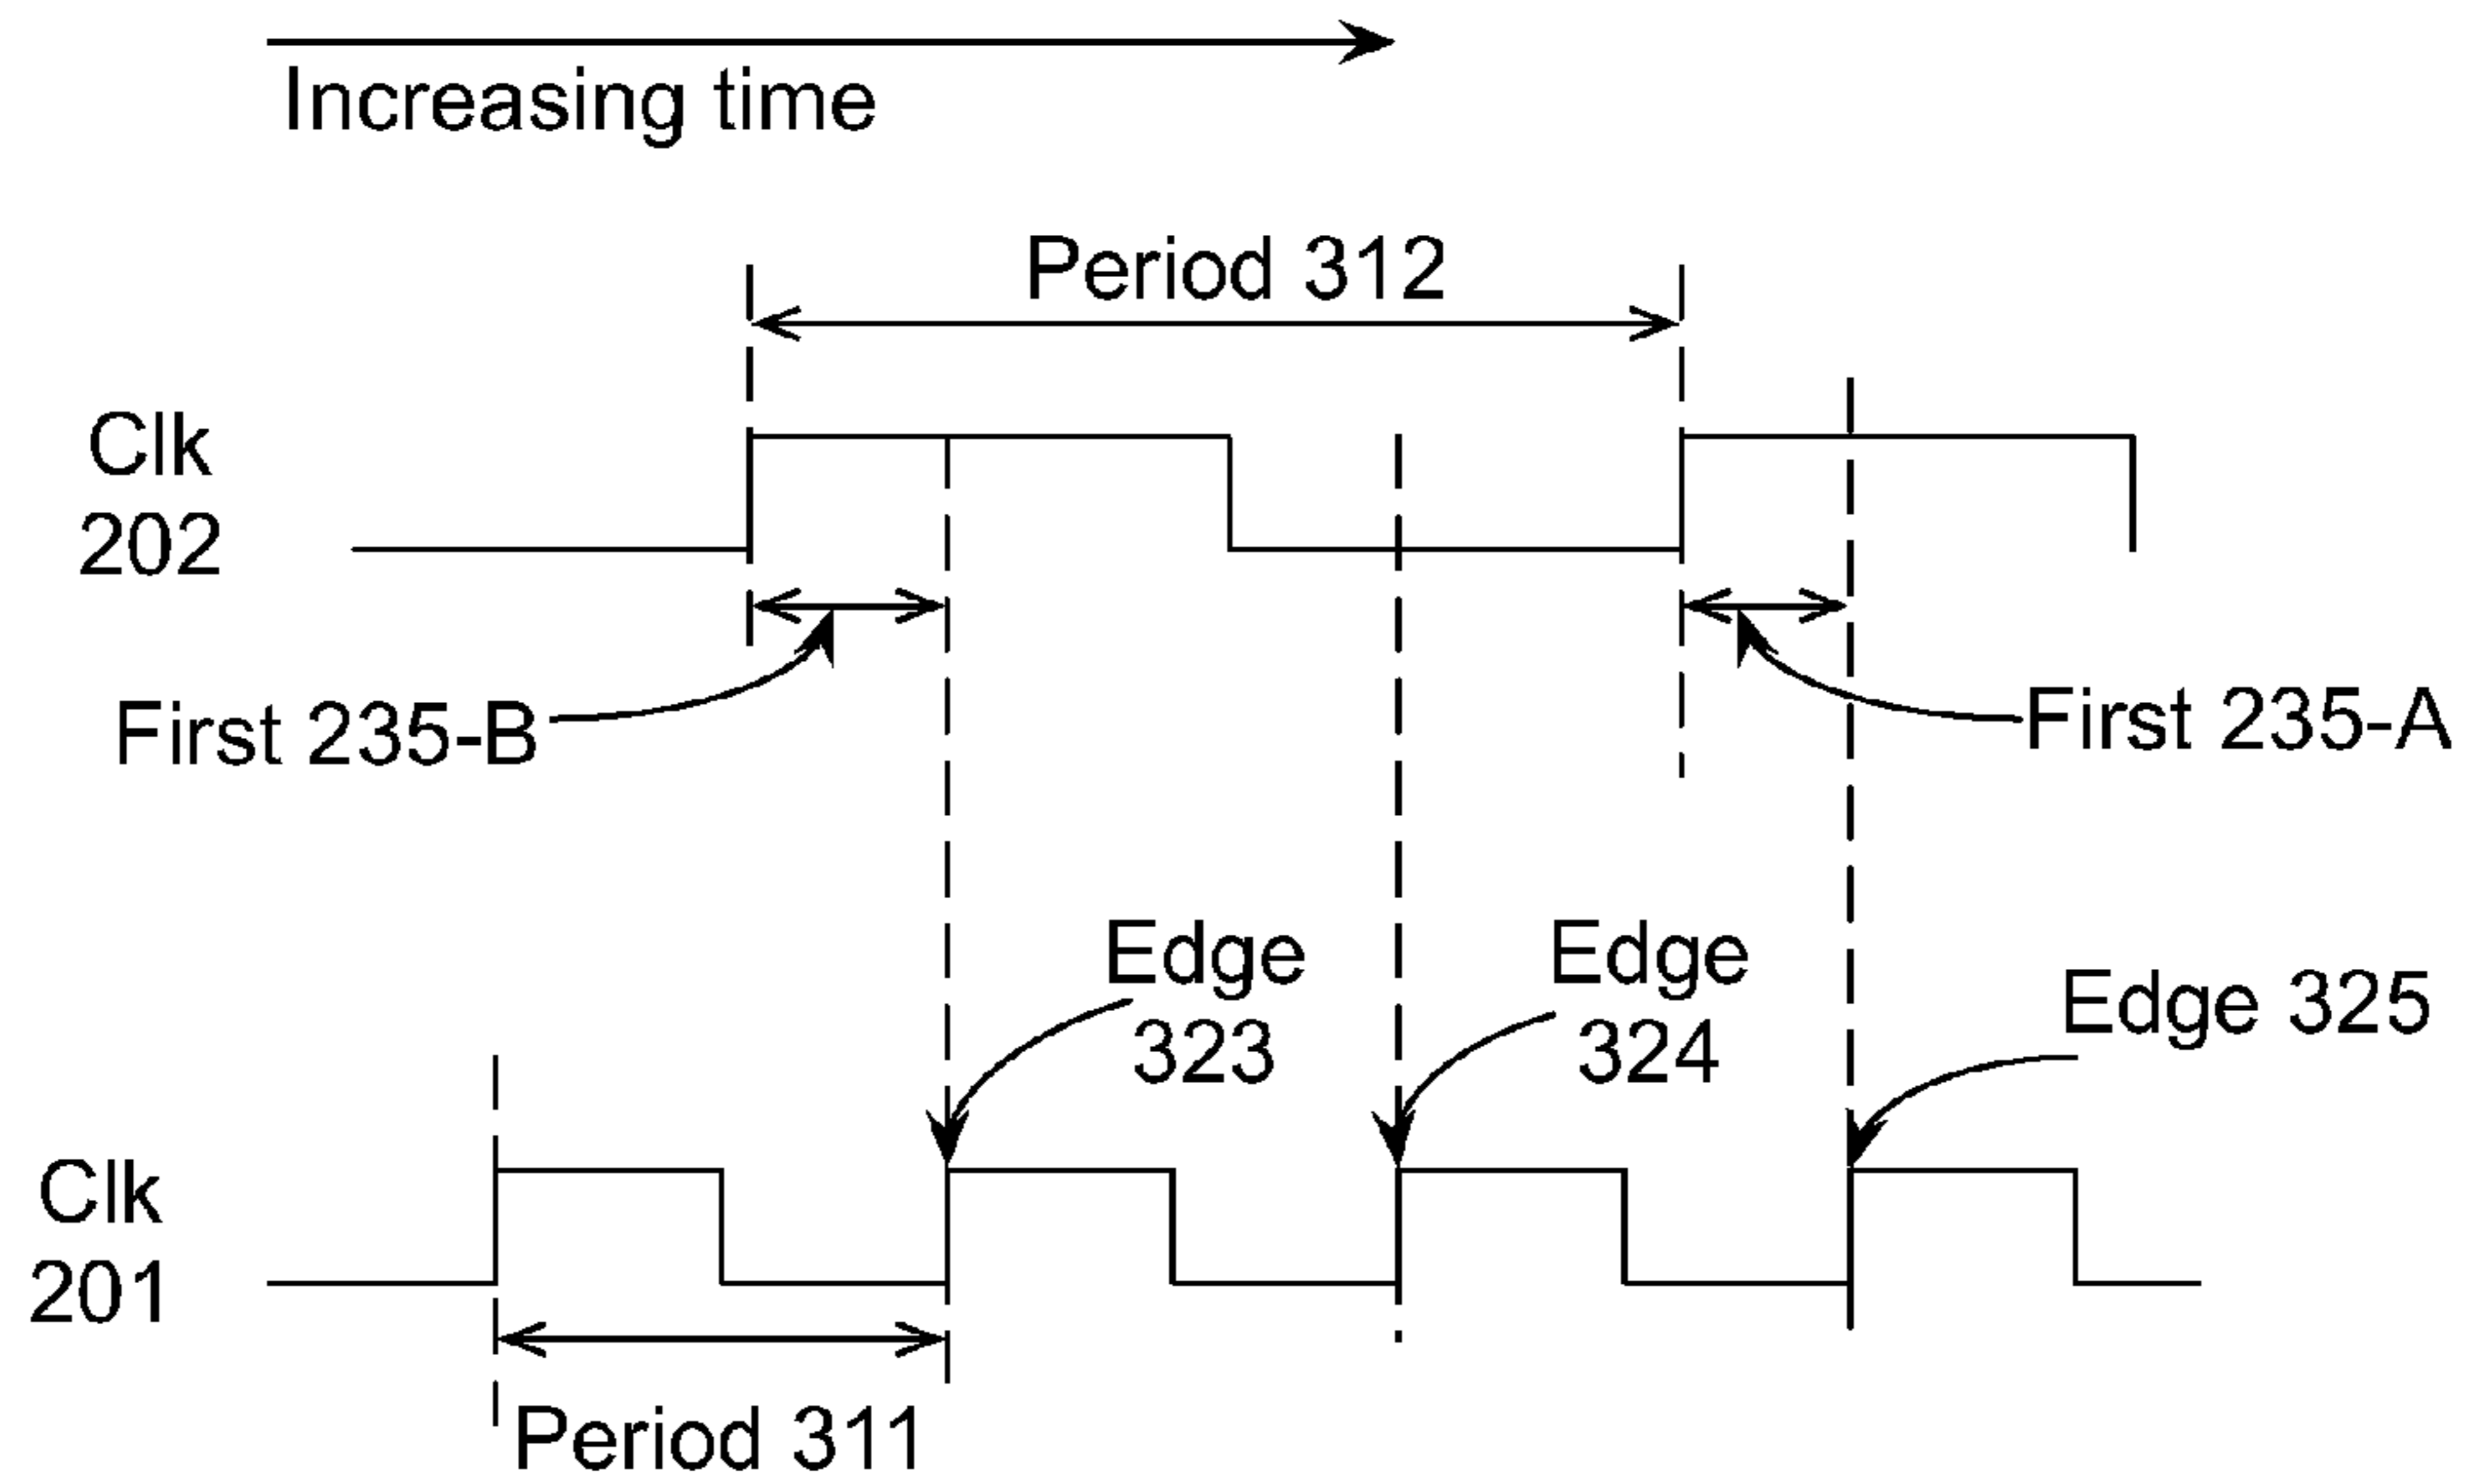 Increasing time
Period 312
Clk
202
First 235-B
First 235-A
Edge
323
Edge
324
Edge 325
Clk
201
Period 311